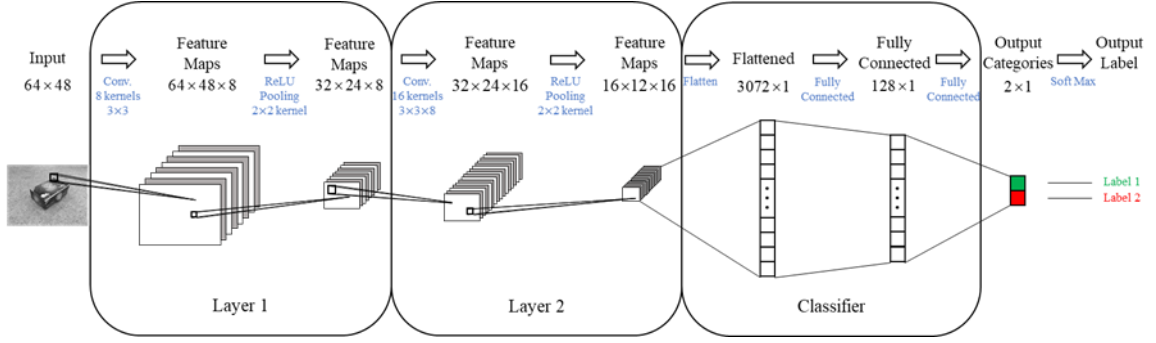 Input
64×48
Conv.
8 kernels
3×3
Feature
Maps
64×48×8
ReLU
Pooling
2×2 kernel
Feature
Maps
32×24×8
Conv.
16 kernels
3×3×8
Feature
Maps
32×24×16
ReLU
Pooling
2×2 kernel
Feature
Maps
16×12×16
Flatten
Flattened
3072×1
Fully
Connected
Fully
Connected
128×1
Fully
Connected
Output
Categories
2×1
Soft Max
Output
Label
Label 1
Label 2
Layer 1
Layer 2
Classifier